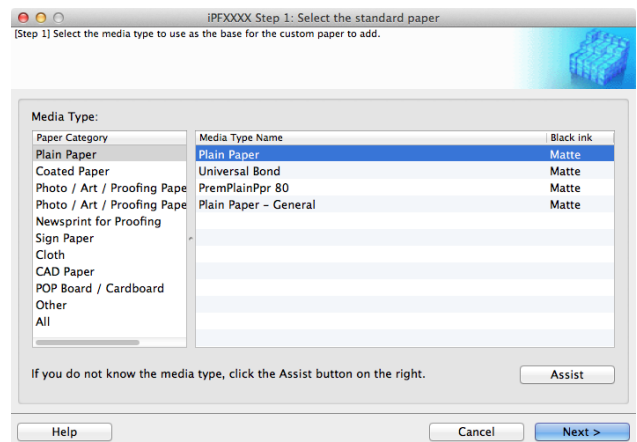 iPFXXXX Step 1: Select the standard paper
[Step 1] Select the media type to use as the base for the custom paper to add.
Media Type:
Paper Category Media Type Name Black ink
Plain Paper Plain Paper Matte
Coated Paper Universal Bond Matte
Photo / Art / Proofing Pape PremPlainPpr 80 Matte
Photo / Art / Proofing Pape Plain Paper – General Matte
Newsprint for Proofing
Sign Paper
Cloth
CAD Paper
POP Board / Cardboard
Other
All
If you do not know the media type, click the Assist button on the right. Assist
Help Cancel Next >